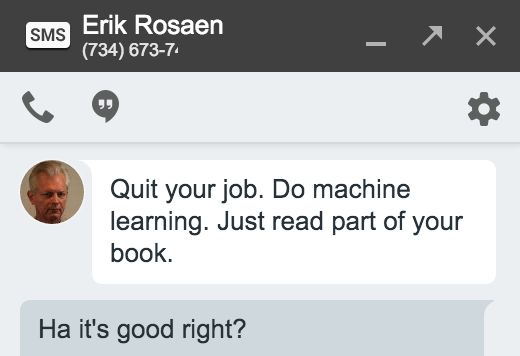 SMS
Erik Rosaen
(734) 673-7
Quit your job. Do machine
learning. Just read part of your
book.
Ha it's good right?